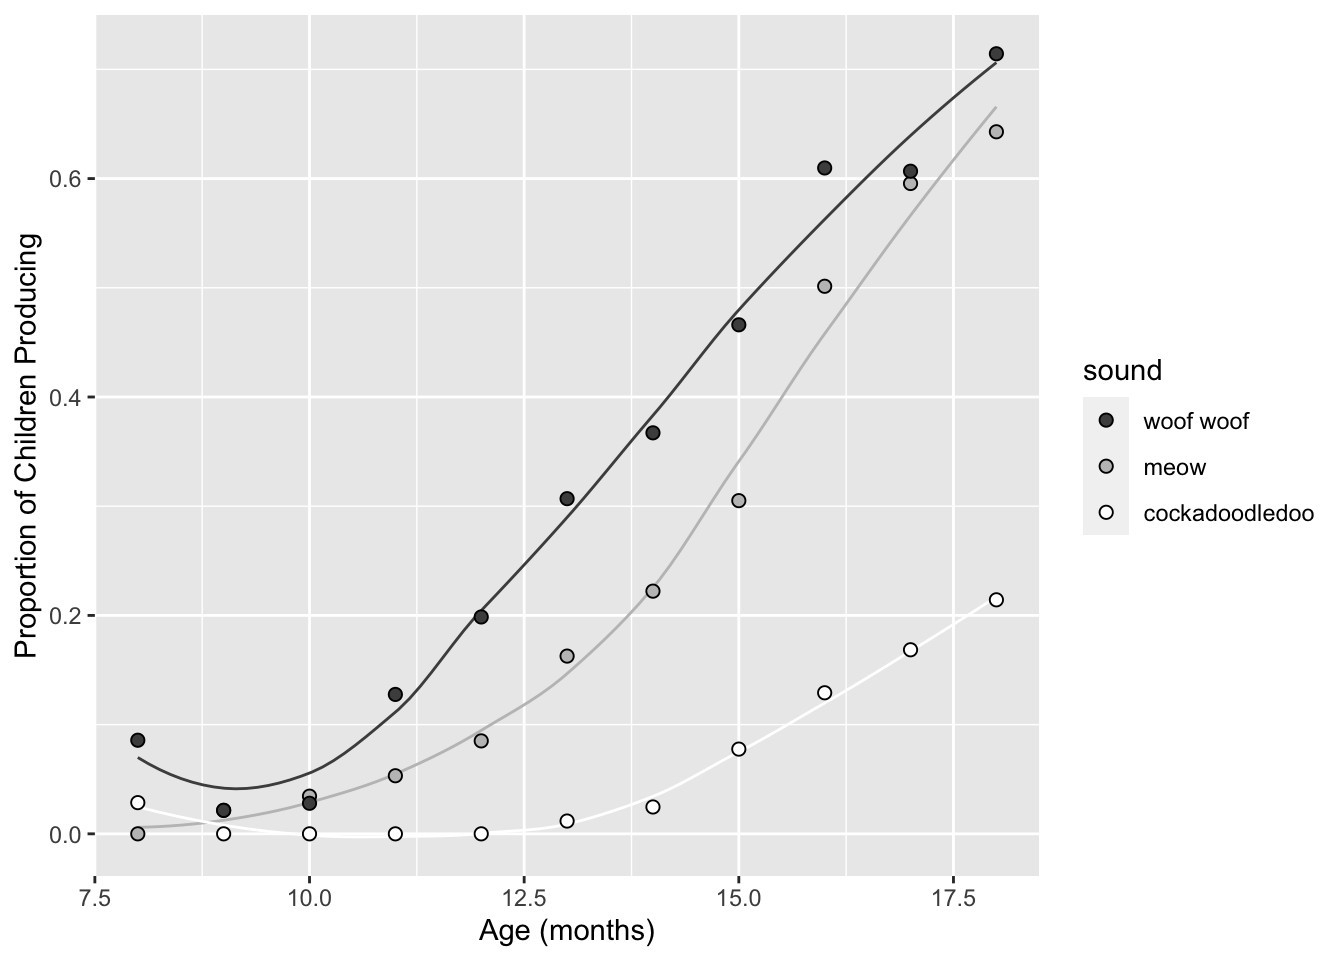 Proportion of Children Producing
0.6
0.4
0.2
0.0
7.5 10.0 12.5 15.0 17.5
Age (months)
sound
woof woof
meow
cockadoodledoo